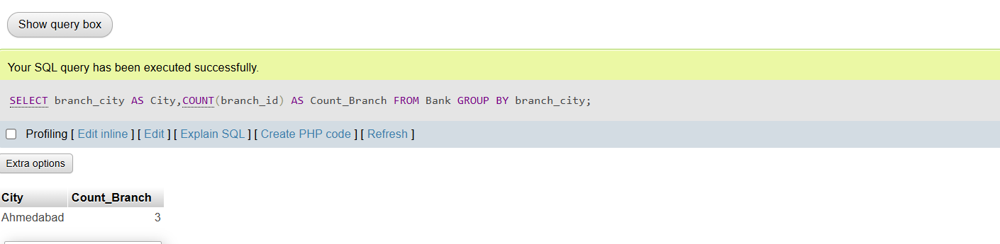 Show query box
Your SQL query has been executed successfully.
SELECT branch_city AS City,COUNT(branch_id) AS Count_Branch FROM Bank GROUP BY branch_city;
Profiling [ Edit inline ] [ Edit ] [ Explain SQL ] [ Create PHP code ] [ Refresh ]
Extra options
City Count_Branch
Ahmedabad 3